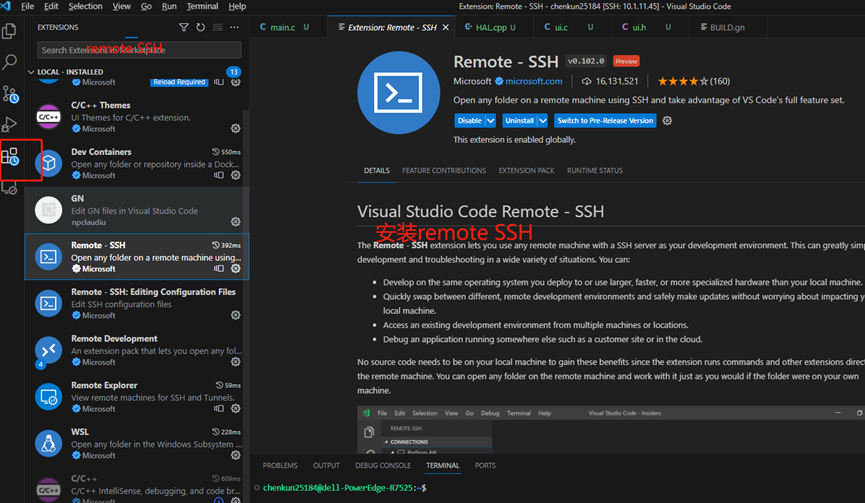 File Edit Selection View Go Run Terminal Help
Extension: Remote - SSH - chenkun25184 [SSH: 10.1.11.45] - Visual Studio Code
EXTENSIONS
Search Extensions in Marketplace
remote SSH
LOCAL - INSTALLED 13
Microsoft Reload Required
C/C++
C/C++ Themes
UI Themes for C/C++ extension.
Microsoft
Dev Containers 550ms
Open any folder or repository inside a Dock...
Microsoft
GN
Edit GN files in Visual Studio Code
npclaudiu
Remote - SSH 392ms
Open any folder on a remote machine using...
Microsoft
Remote - SSH: Editing Configuration Files
Edit SSH configuration files
Microsoft
Remote Development
An extension pack that lets you open any fol...
4
Microsoft
Remote Explorer 59ms
View remote machines for SSH and Tunnels.
Microsoft
WSL 228ms
Open any folder in the Windows Subsystem ...
Microsoft
C/C++ 609ms
C/C++
C/C++ IntelliSense, debugging, and code br...
Microsoft
main.c U
Extension: Remote - SSH
HAL.cpp U
ui.c U
ui.h U
BUILD.gn
Remote - SSH v0.102.0 Preview
Microsoft microsoft.com 16,131,521 (160)
Open any folder on a remote machine using SSH and take advantage of VS Code's full feature set.
Disable Uninstall Switch to Pre-Release Version
This extension is enabled globally.
DETAILS FEATURE CONTRIBUTIONS EXTENSION PACK RUNTIME STATUS
Visual Studio Code Remote - SSH
安装remote SSH
The Remote - SSH extension lets you use any remote machine with a SSH server as your development environment. This can greatly simp
development and troubleshooting in a wide variety of situations. You can:
• Develop on the same operating system you deploy to or use larger, faster, or more specialized hardware than your local machine.
• Quickly swap between different, remote development environments and safely make updates without worrying about impacting y
local machine.
• Access an existing development environment from multiple machines or locations.
• Debug an application running somewhere else such as a customer site or in the cloud.
No source code needs to be on your local machine to gain these benefits since the extension runs commands and other extensions direc
the remote machine. You can open any folder on the remote machine and work with it just as you would if the folder were on your own
machine.
File Edit Selection View Go Debug Terminal Help
Visual Studio Code - Insiders
REMOTE-SSH
CONNECTIONS
PROBLEMS OUTPUT DEBUG CONSOLE TERMINAL PORTS
chenkun25184@dell-PowerEdge-R7525:~$